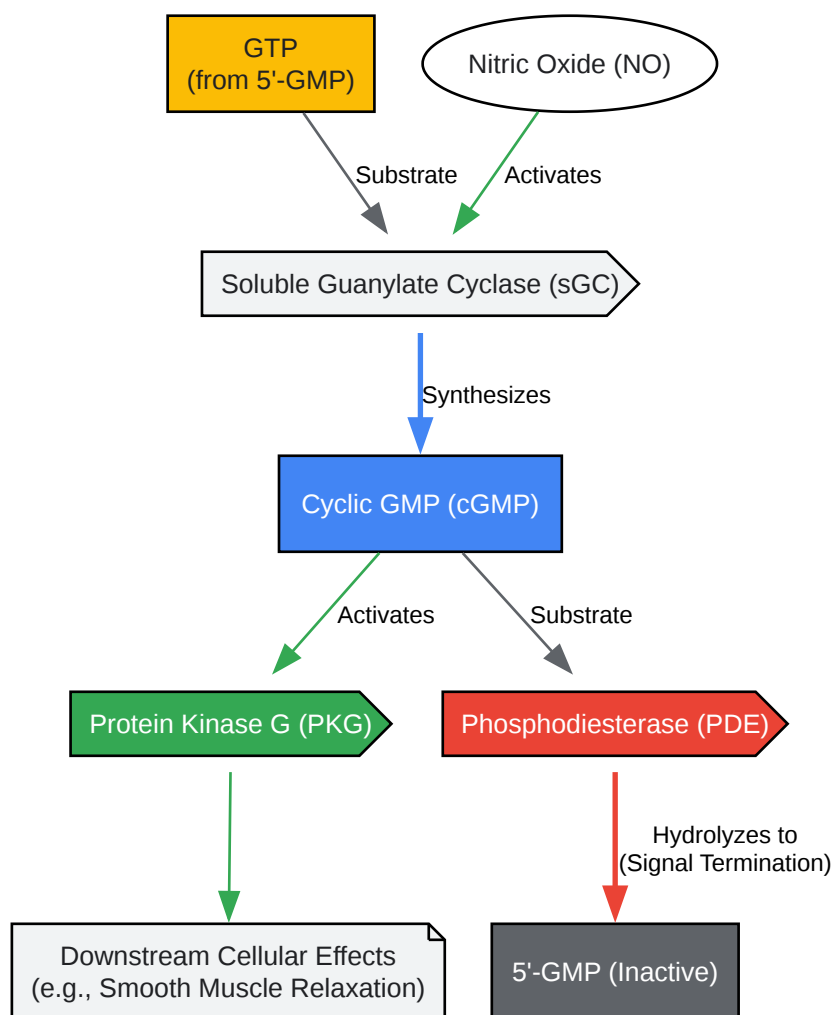 GTP
(from 5'-GMP)
Nitric Oxide (NO)
Substrate
Activates
Soluble Guanylate Cyclase (sGC)
Synthesizes
Cyclic GMP (cGMP)
Activates
Substrate
Protein Kinase G (PKG)
Phosphodiesterase (PDE)
Hydrolyzes to
(Signal Termination)
Downstream Cellular Effects
(e.g., Smooth Muscle Relaxation)
5'-GMP (Inactive)